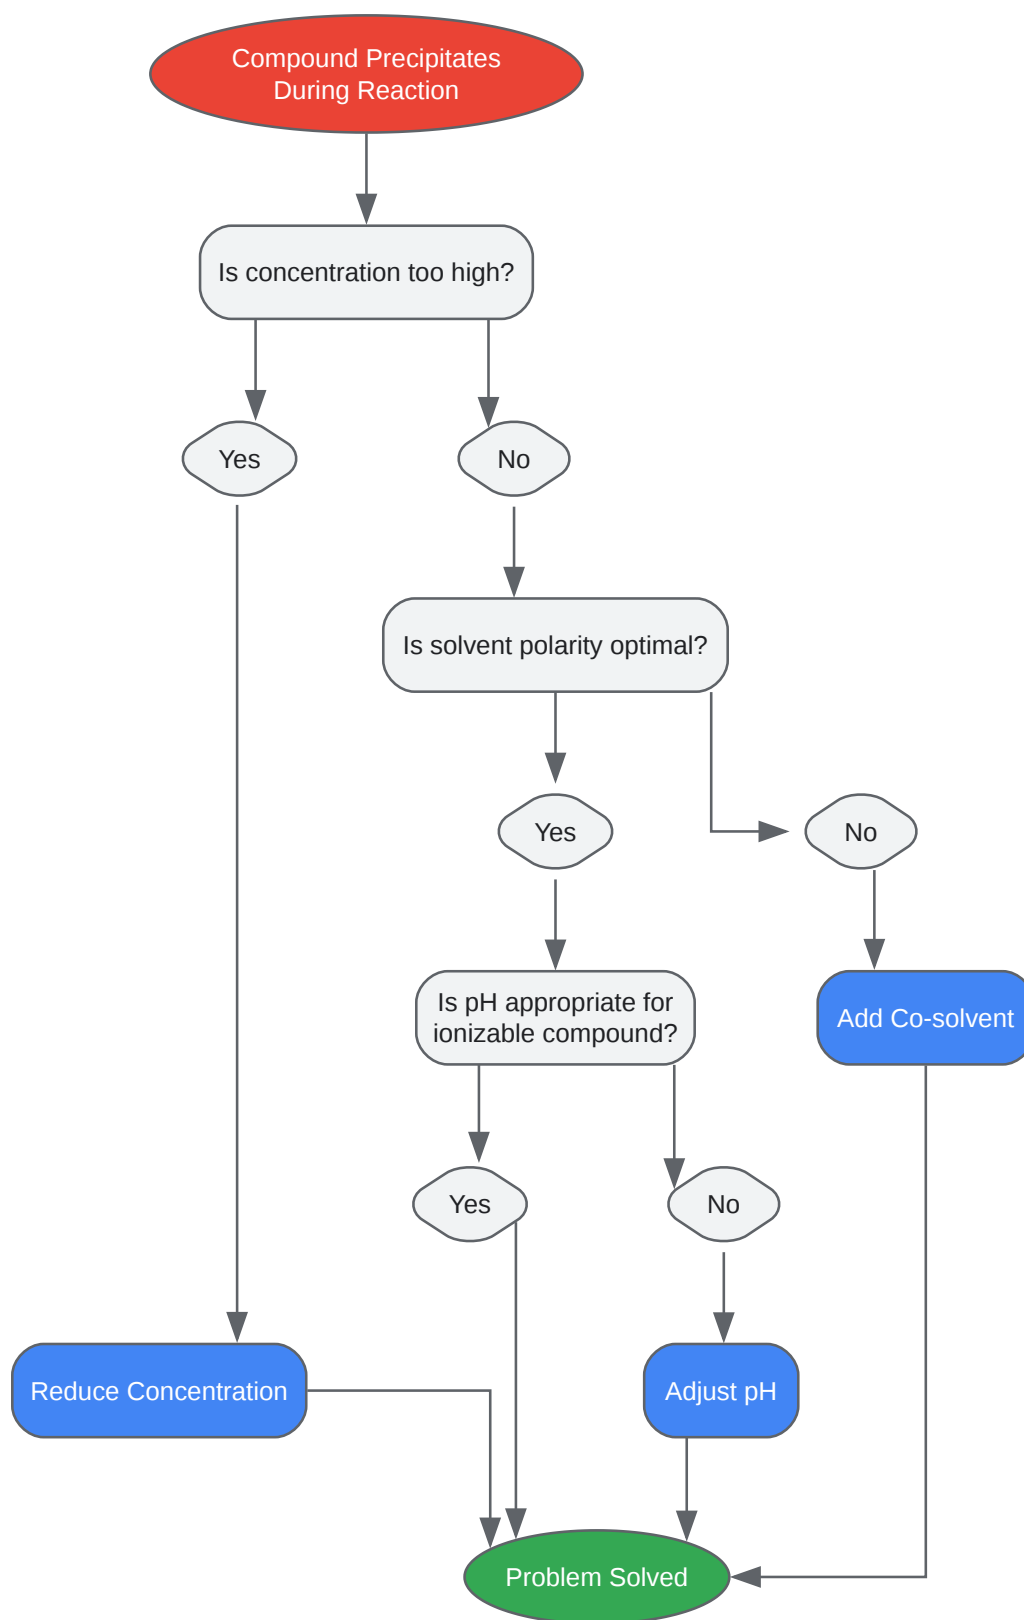 Compound Precipitates
During Reaction
Is concentration too high?
Yes
No
Is solvent polarity optimal?
Yes
No
Is pH appropriate for
ionizable compound?
Add Co-solvent
Yes
No
Reduce Concentration
Adjust pH
Problem Solved